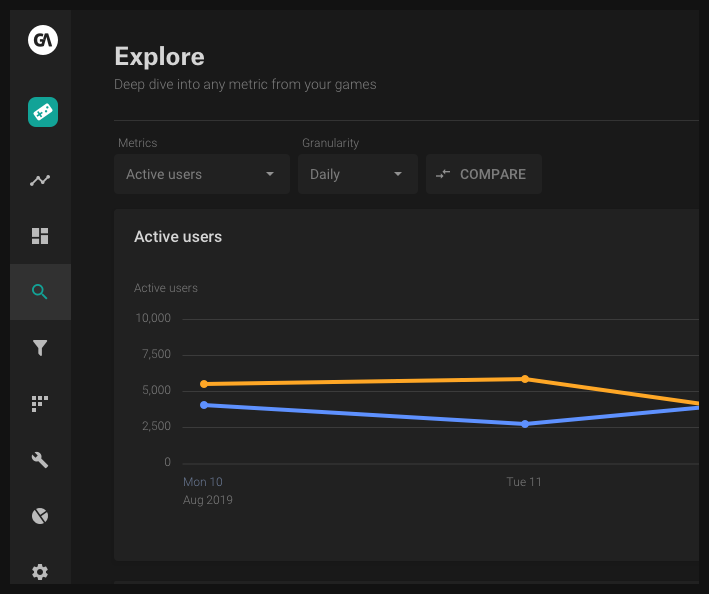 GA
Explore
Deep dive into any metric from your games
Metrics
Granularity
Active users
Daily
COMPARE
Active users
Active users
10,000
7,500
5,000
2,500
0
Mon 10
Tue 11
Aug 2019